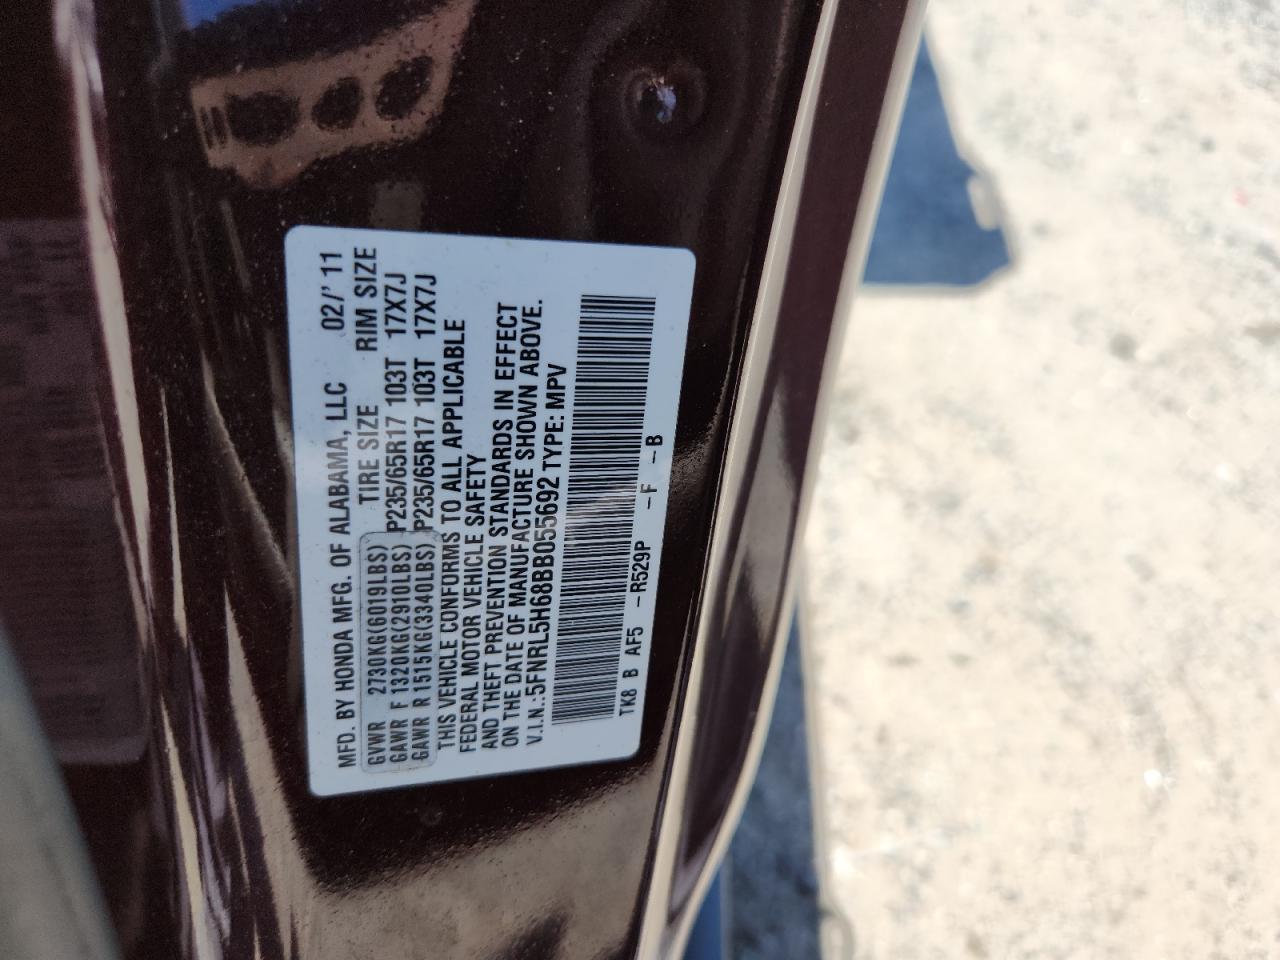 MFD. BY HONDA MFG. OF ALABAMA, LLC 02/' 11
TIRE SIZE RIM SIZE
GVWR 2730KG(6019LBS)
GAWR F 1320KG(2910LBS) P235/65R17 103T 17X7J
GAWR R 1515KG(3340LBS) P235/65R17 103T 17X7J
THIS VEHICLE CONFORMS TO ALL APPLICABLE
FEDERAL MOTOR VEHICLE SAFETY
AND THEFT PREVENTION STANDARDS IN EFFECT
ON THE DATE OF MANUFACTURE SHOWN ABOVE.
V.I.N.:5FNRL5H68BB055692 TYPE: MPV
TK8 B AF5 -R529P -F -B